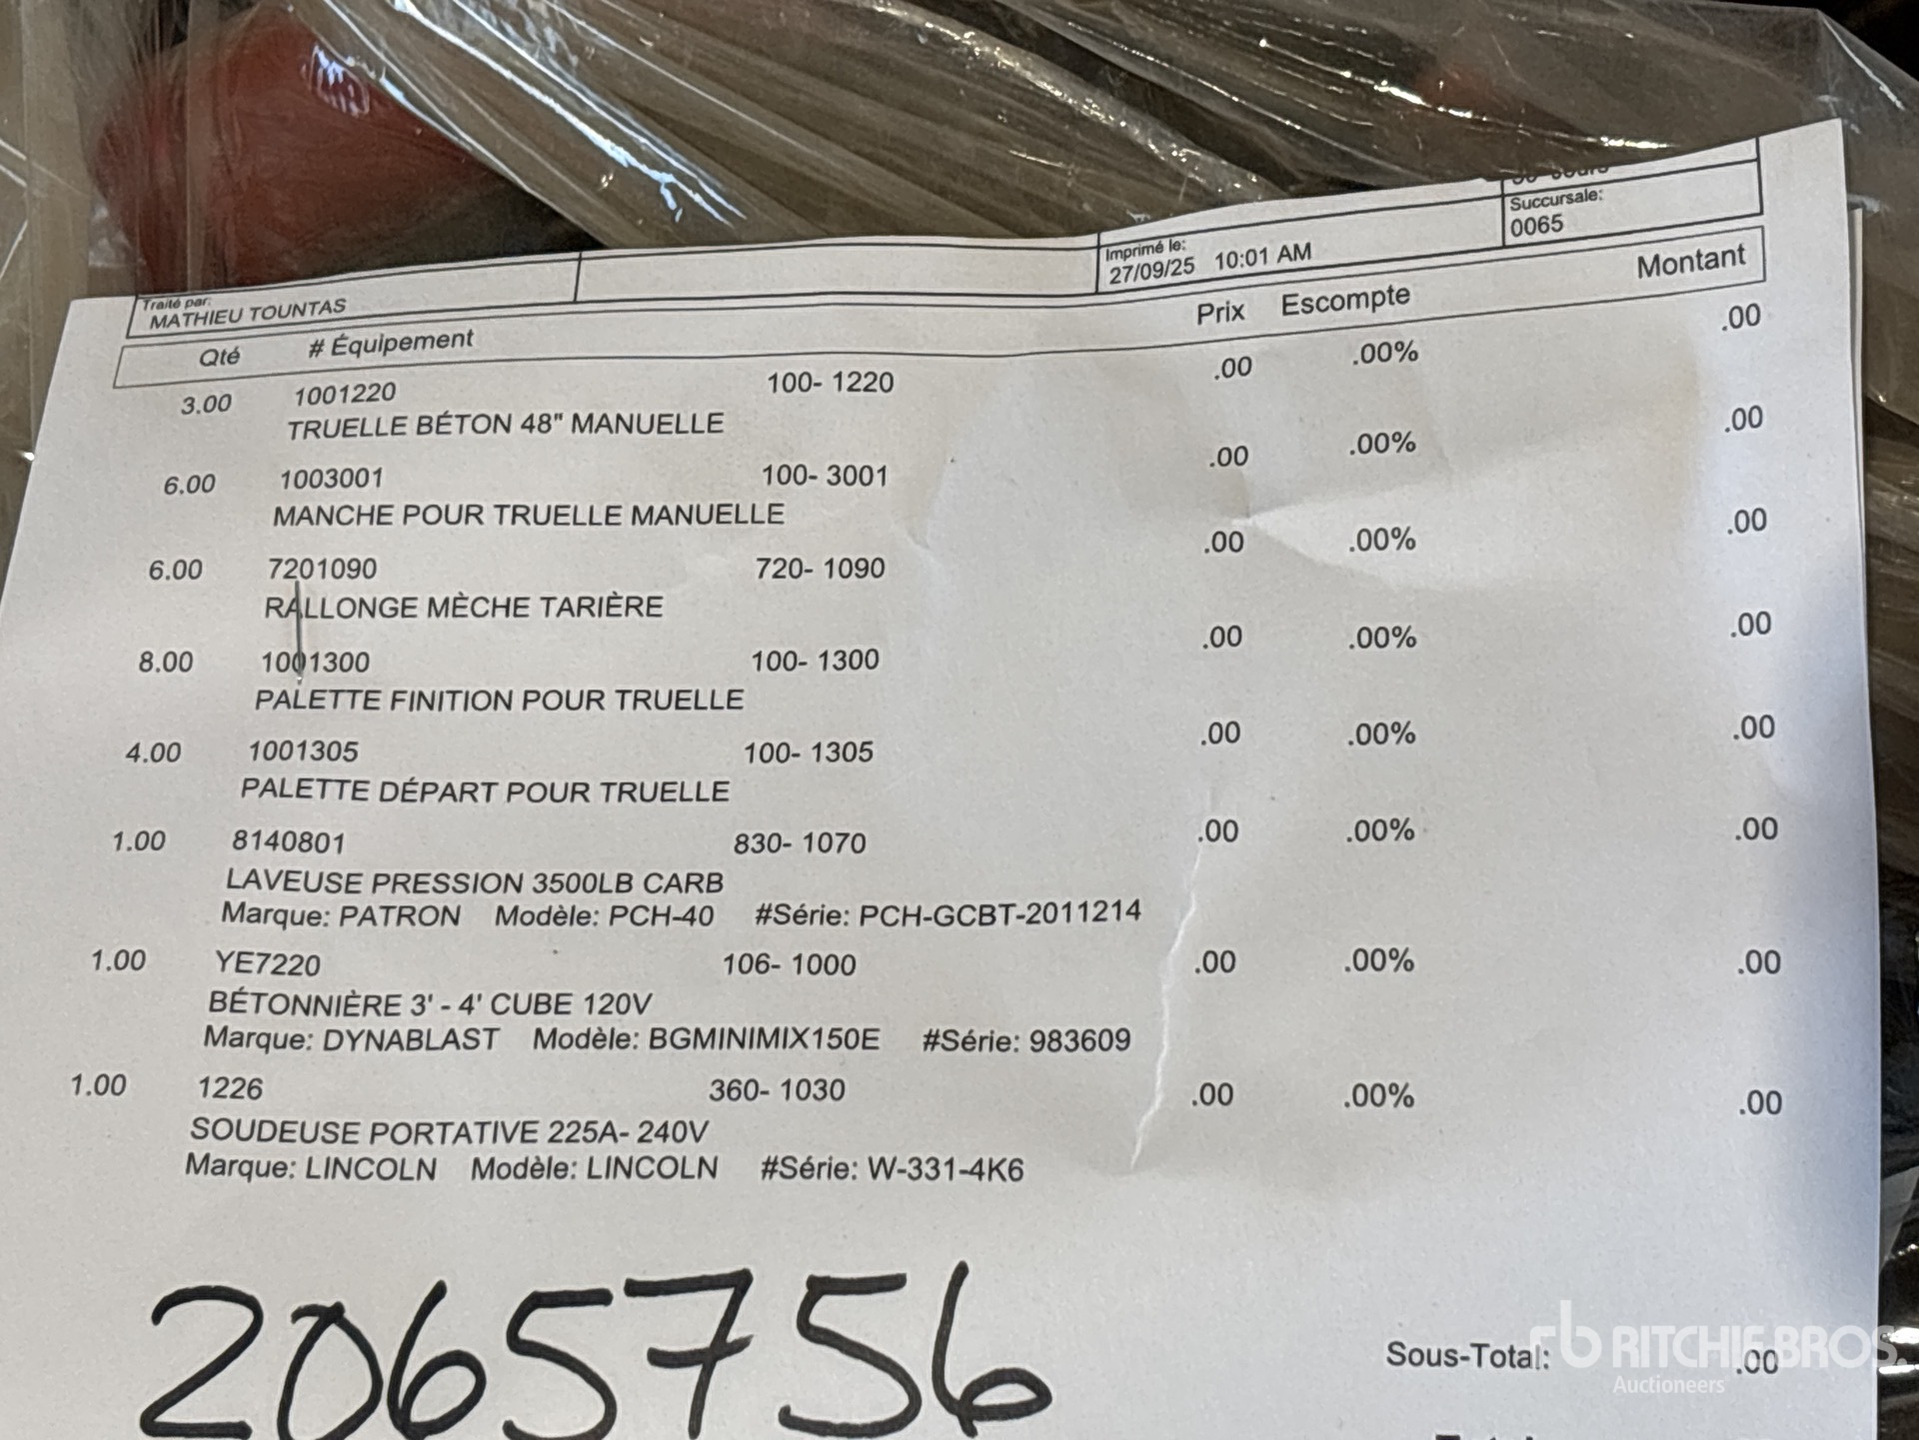 Succursale:
0065
Imprimé le:
27/09/25 10:01 AM
Traité par:
MATHIEU TOUNTAS
Qté # Équipement Prix Escompte Montant
3.00 1001220 100- 1220 .00 .00% .00
TRUELLE BÉTON 48" MANUELLE
6.00 1003001 100- 3001 .00 .00% .00
MANCHE POUR TRUELLE MANUELLE
6.00 7201090 720- 1090 .00 .00% .00
RALLONGE MÈCHE TARIÈRE
8.00 1001300 100- 1300 .00 .00% .00
PALETTE FINITION POUR TRUELLE
4.00 1001305 100- 1305 .00 .00% .00
PALETTE DÉPART POUR TRUELLE
1.00 8140801 830- 1070 .00 .00% .00
LAVEUSE PRESSION 3500LB CARB
Marque: PATRON Modèle: PCH-40 #Série: PCH-GCBT-2011214
1.00 YE7220 106- 1000 .00 .00% .00
BÉTONNIÈRE 3' - 4' CUBE 120V
Marque: DYNABLAST Modèle: BGMINIMIX150E #Série: 983609
1.00 1226 360- 1030 .00 .00% .00
SOUDEUSE PORTATIVE 225A- 240V
Marque: LINCOLN Modèle: LINCOLN #Série: W-331-4K6
2065756
Sous-Total: .00
rb RITCHIE BROS.
Auctioneers